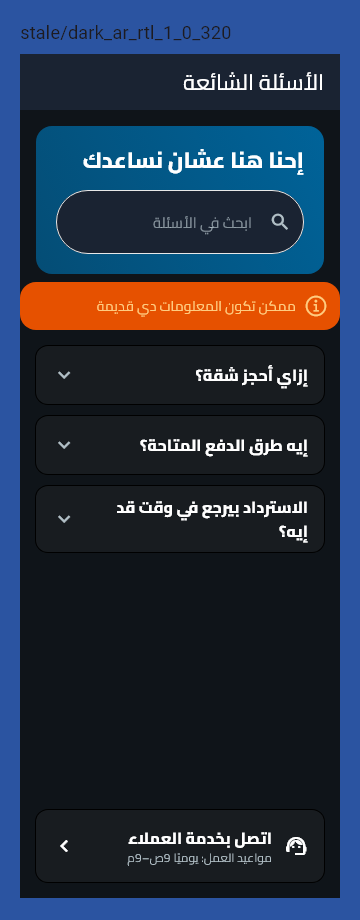 stale/dark_ar_rtl_1_0_320
الأسئلة الشائعة
إحنا هنا عشان نساعدك
ابحث في الأسئلة
ممكن تكون المعلومات دي قديمة
إزاي أحجز شقة؟
إيه طرق الدفع المتاحة؟
الاسترداد بيرجع في وقت قد
إيه؟
اتصل بخدمة العملاء
مواعيد العمل: يوميًا 9ص–9م